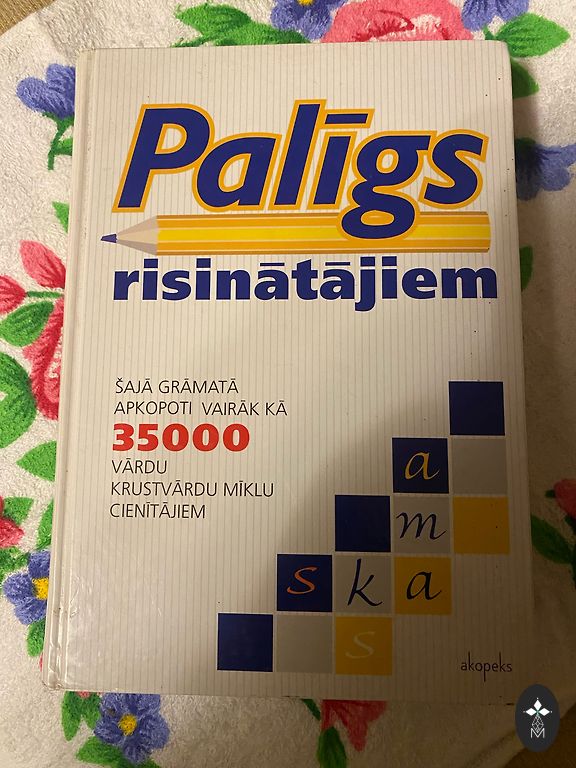 Palīgs
risinātājiem
ŠAJĀ GRĀMATĀ
APKOPOTI VAIRĀK KĀ
35000
VĀRDU
KRUSTVĀRDU MĪKLU
CIENĪTĀJIEM
a
m
s k a
s
akopeks
M